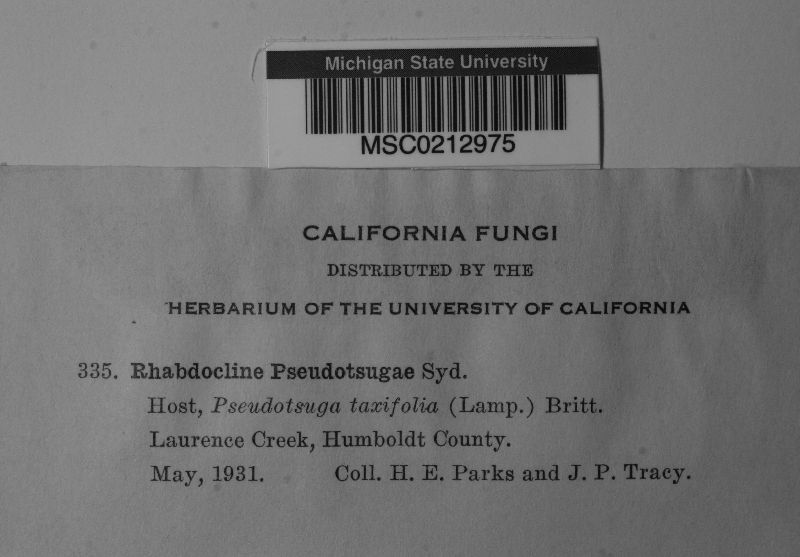 Michigan State University
MSC0212975
CALIFORNIA FUNGI
DISTRIBUTED BY THE
HERBARIUM OF THE UNIVERSITY OF CALIFORNIA
335. Rhabdocline Pseudotsugae Syd.
Host, Pseudotsuga taxifolia (Lamp.) Britt.
Laurence Creek, Humboldt County.
May, 1931. Coll. H. E. Parks and J. P. Tracy.